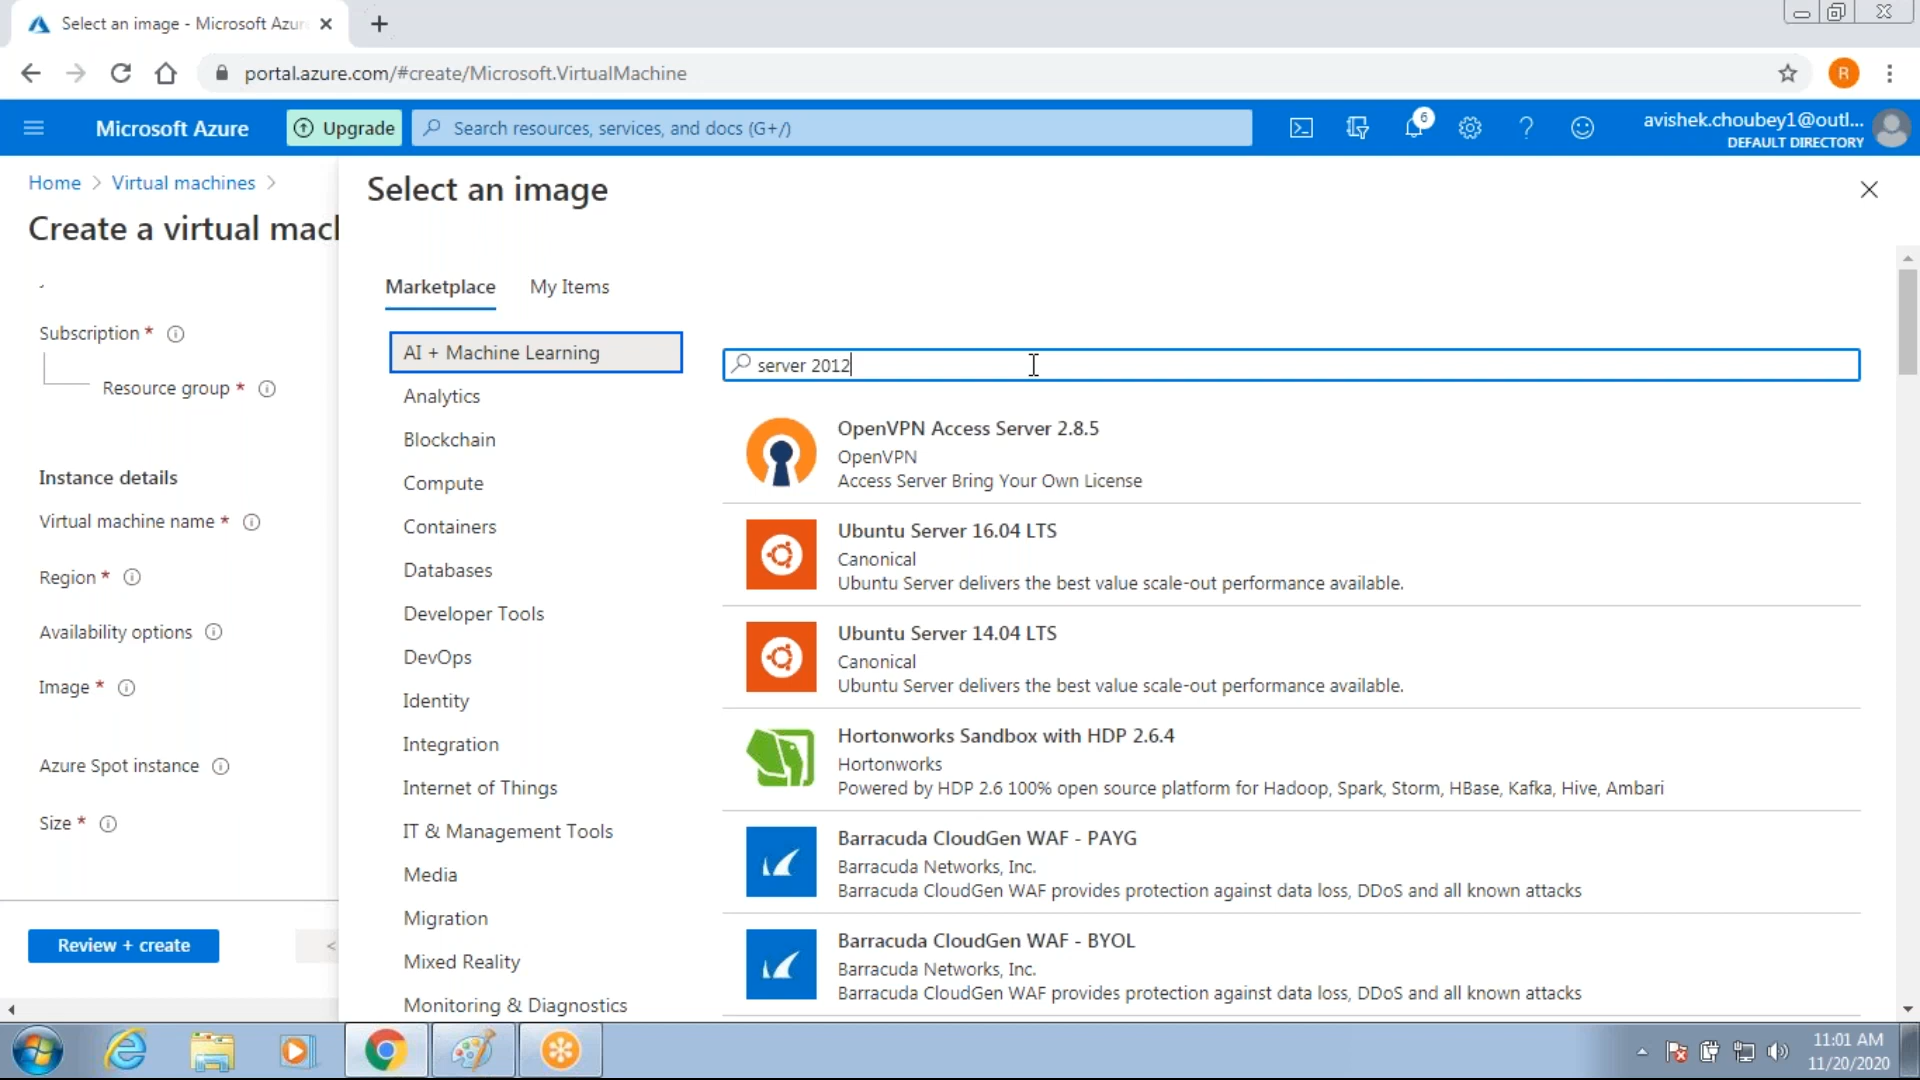 Select an image - Microsoft Azur
portal.azure.com/#create/Microsoft.VirtualMachine
R
Microsoft Azure
Upgrade
Search resources, services, and docs (G+/)
6
avishek.choubey1@outl...
DEFAULT DIRECTORY
Home > Virtual machines >
Create a virtual macl
Subscription *
Resource group *
Instance details
Virtual machine name *
Region *
Availability options
Image *
Azure Spot instance
Size *
Review + create
<
Select an image
Marketplace
My Items
AI + Machine Learning
Analytics
Blockchain
Compute
Containers
Databases
Developer Tools
DevOps
Identity
Integration
Internet of Things
IT & Management Tools
Media
Migration
Mixed Reality
Monitoring & Diagnostics
server 2012
OpenVPN Access Server 2.8.5
OpenVPN
Access Server Bring Your Own License
Ubuntu Server 16.04 LTS
Canonical
Ubuntu Server delivers the best value scale-out performance available.
Ubuntu Server 14.04 LTS
Canonical
Ubuntu Server delivers the best value scale-out performance available.
Hortonworks Sandbox with HDP 2.6.4
Hortonworks
Powered by HDP 2.6 100% open source platform for Hadoop, Spark, Storm, HBase, Kafka, Hive, Ambari
Barracuda CloudGen WAF - PAYG
Barracuda Networks, Inc.
Barracuda CloudGen WAF provides protection against data loss, DDoS and all known attacks
Barracuda CloudGen WAF - BYOL
Barracuda Networks, Inc.
Barracuda CloudGen WAF provides protection against data loss, DDoS and all known attacks
11:01 AM
11/20/2020